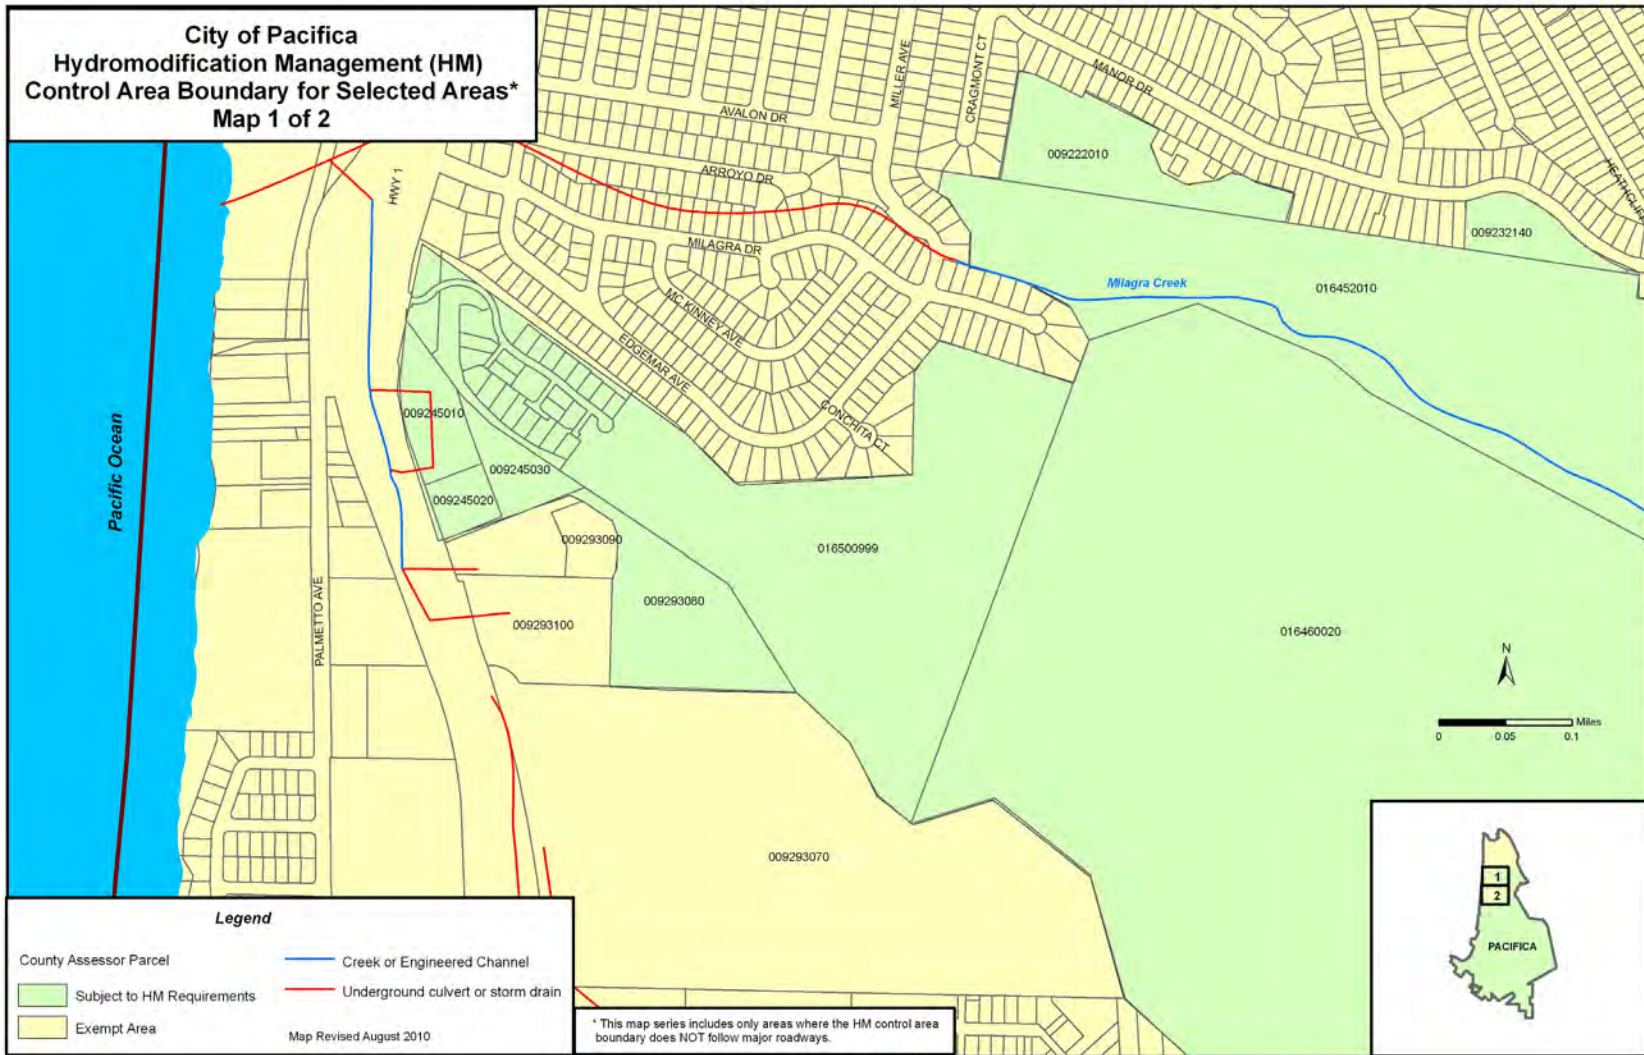 City of Pacifica
Hydromodification Management (HM)
Control Area Boundary for Selected Areas*
Map 1 of 2
AVALON DR
MILLER AVE
CRAGMONT CT
MANOR DR
ARROYO DR
009222010
HWY 1
009232140
MILAGRA DR
Milagra Creek
016452010
MC KINNEY AVE
EDGEMAR AVE
CONCHITA CT
009245010
Pacific Ocean
009245030
009245020
009293090
016500999
PALMETTO AVE
009293080
009293100
016460020
N
Miles
0 0.05 0.1
009293070
1
2
PACIFICA
Legend
County Assessor Parcel
Subject to HM Requirements
Exempt Area
Creek or Engineered Channel
Underground culvert or storm drain
Map Revised August 2010
* This map series includes only areas where the HM control area
boundary does NOT follow major roadways.